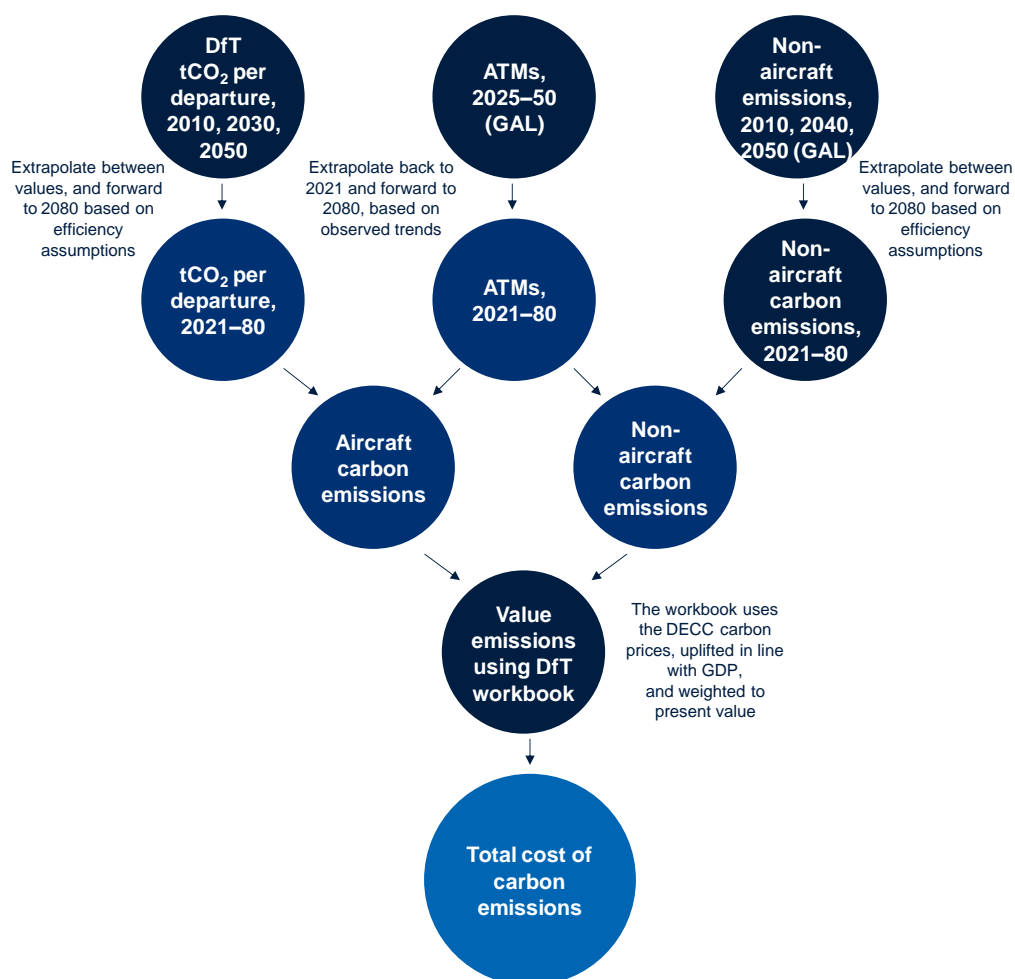 DfT
tCO₂ per
departure,
2010, 2030,
2050
ATMs,
2025–50
(GAL)
Non-
aircraft
emissions,
2010, 2040,
2050 (GAL)
Extrapolate between
values, and forward
to 2080 based on
efficiency
assumptions
Extrapolate back to
2021 and forward to
2080, based on
observed trends
Extrapolate between
values, and forward
to 2080 based on
efficiency
assumptions
tCO₂ per
departure,
2021–80
ATMs,
2021–80
Non-
aircraft
carbon
emissions,
2021–80
Aircraft
carbon
emissions
Non-
aircraft
carbon
emissions
Value
emissions
using DfT
workbook
The workbook uses
the DECC carbon
prices, uplifted in line
with GDP,
and weighted to
present value
Total cost of
carbon
emissions